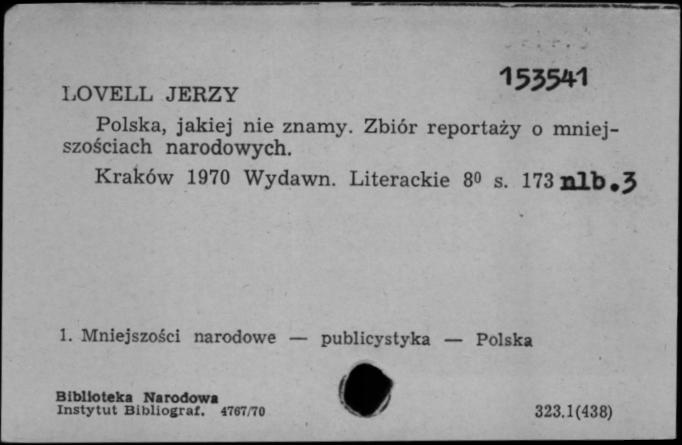 153541
LOVELL JERZY
Polska, jakiej nie znamy. Zbiór reportaży o mniej-
szościach narodowych.
Kraków 1970 Wydawn. Literackie 8⁰ s. 173 nlb.3
1. Mniejszości narodowe — publicystyka — Polska
Biblioteka Narodowa
Instytut Bibliograf. 4767/70
323.1(438)